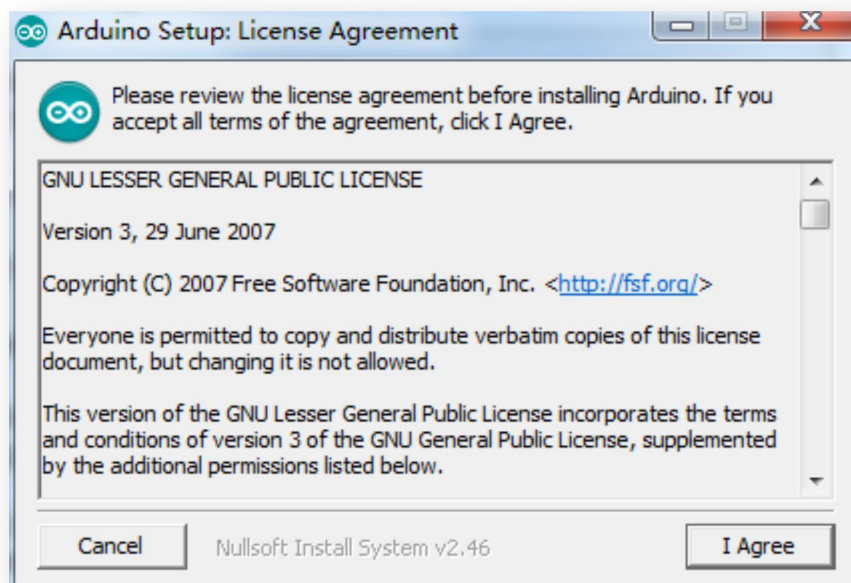 Arduino Setup: License Agreement
Please review the license agreement before installing Arduino. If you
accept all terms of the agreement, click I Agree.
GNU LESSER GENERAL PUBLIC LICENSE
Version 3, 29 June 2007
Copyright (C) 2007 Free Software Foundation, Inc. <http://fsf.org/>
Everyone is permitted to copy and distribute verbatim copies of this license
document, but changing it is not allowed.
This version of the GNU Lesser General Public License incorporates the terms
and conditions of version 3 of the GNU General Public License, supplemented
by the additional permissions listed below.
Cancel
Nullsoft Install System v2.46
I Agree